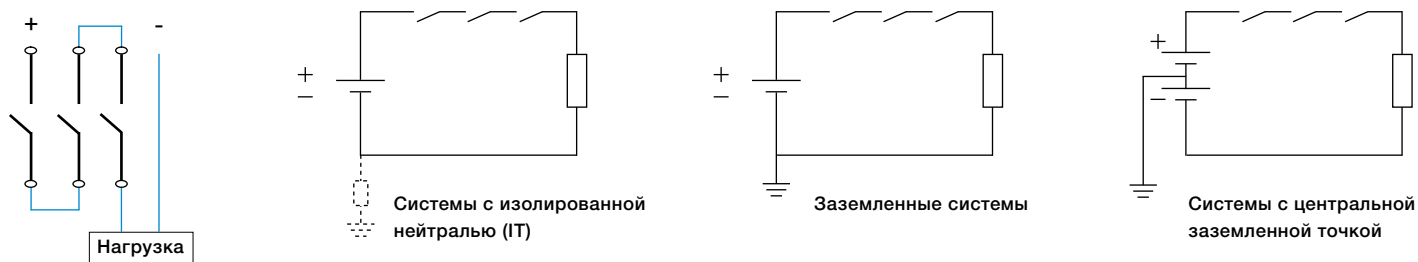 + -
Нагрузка
+
–
Системы с изолированной
нейтралью (IT)
+
–
Заземленные системы
+
–
Системы с центральной
заземленной точкой